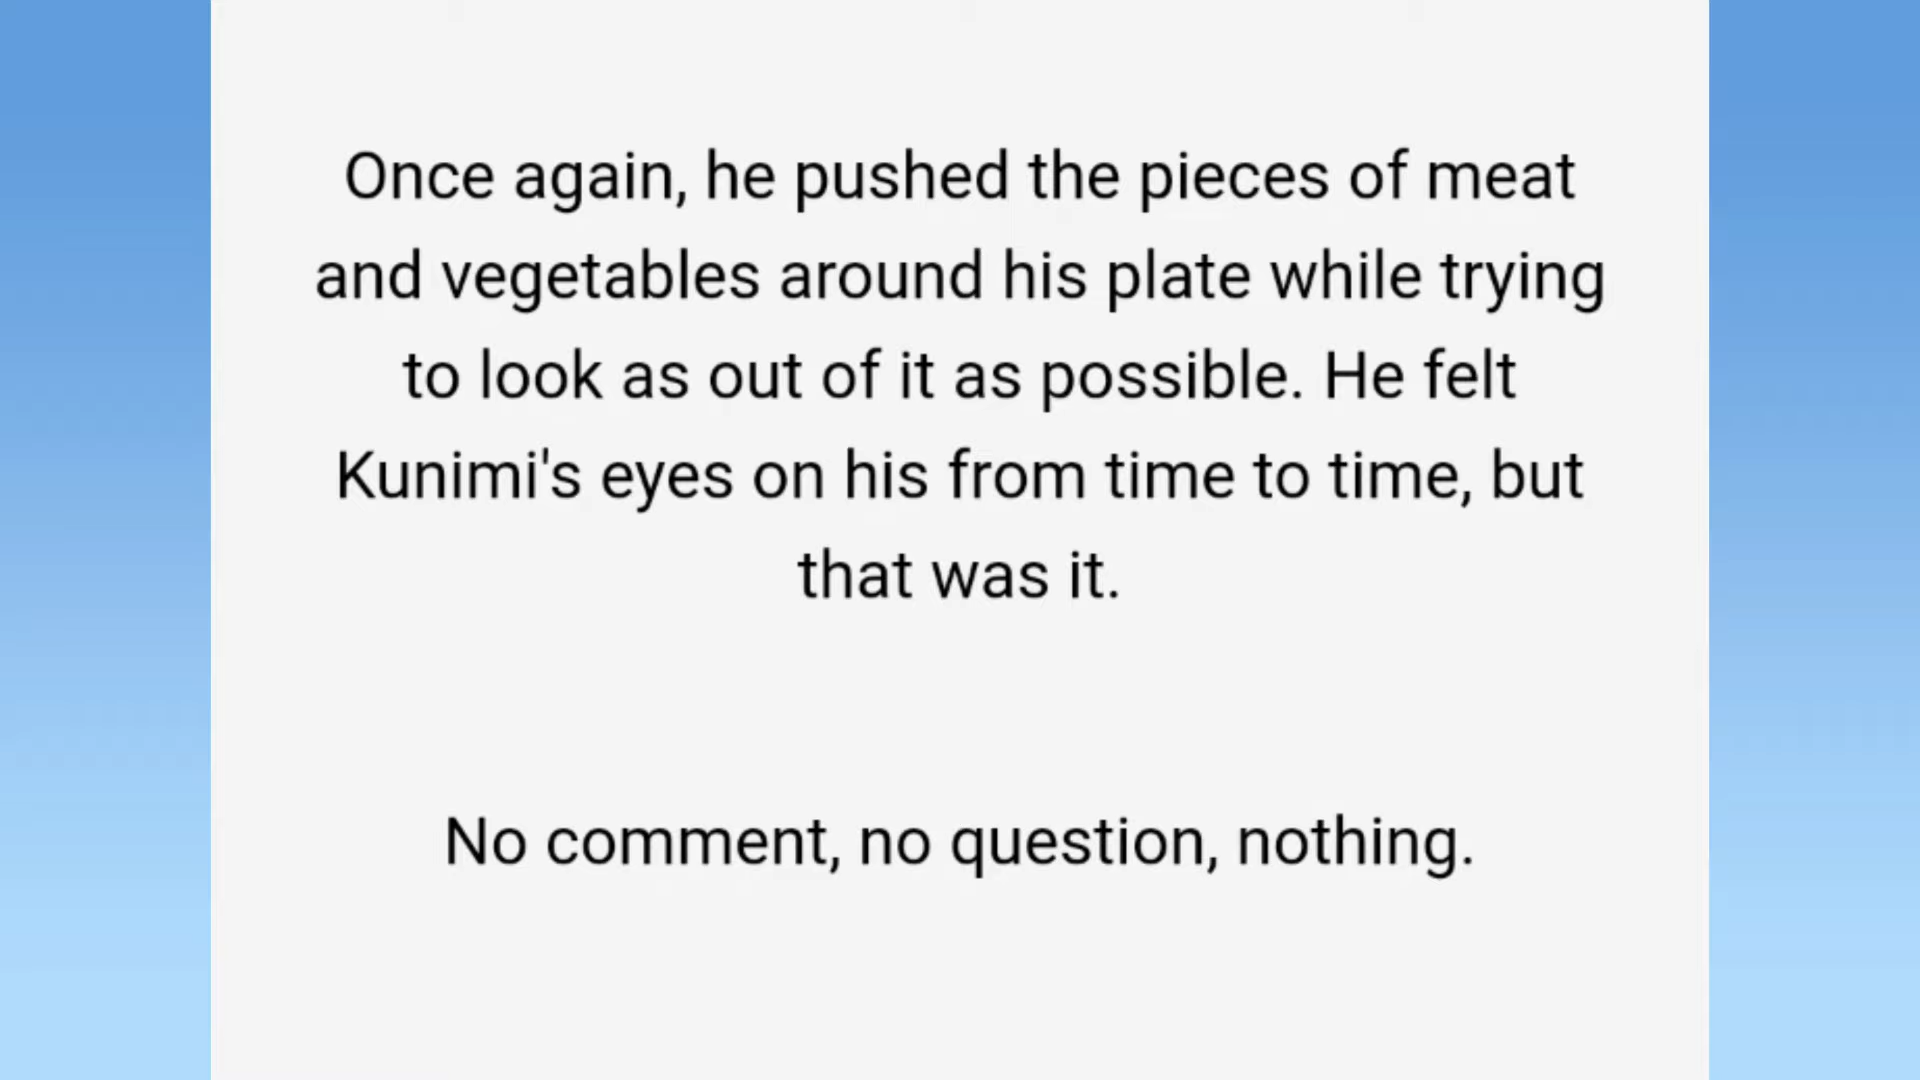 Once again, he pushed the pieces of meat
and vegetables around his plate while trying
to look as out of it as possible. He felt
Kunimi's eyes on his from time to time, but
that was it.
No comment, no question, nothing.